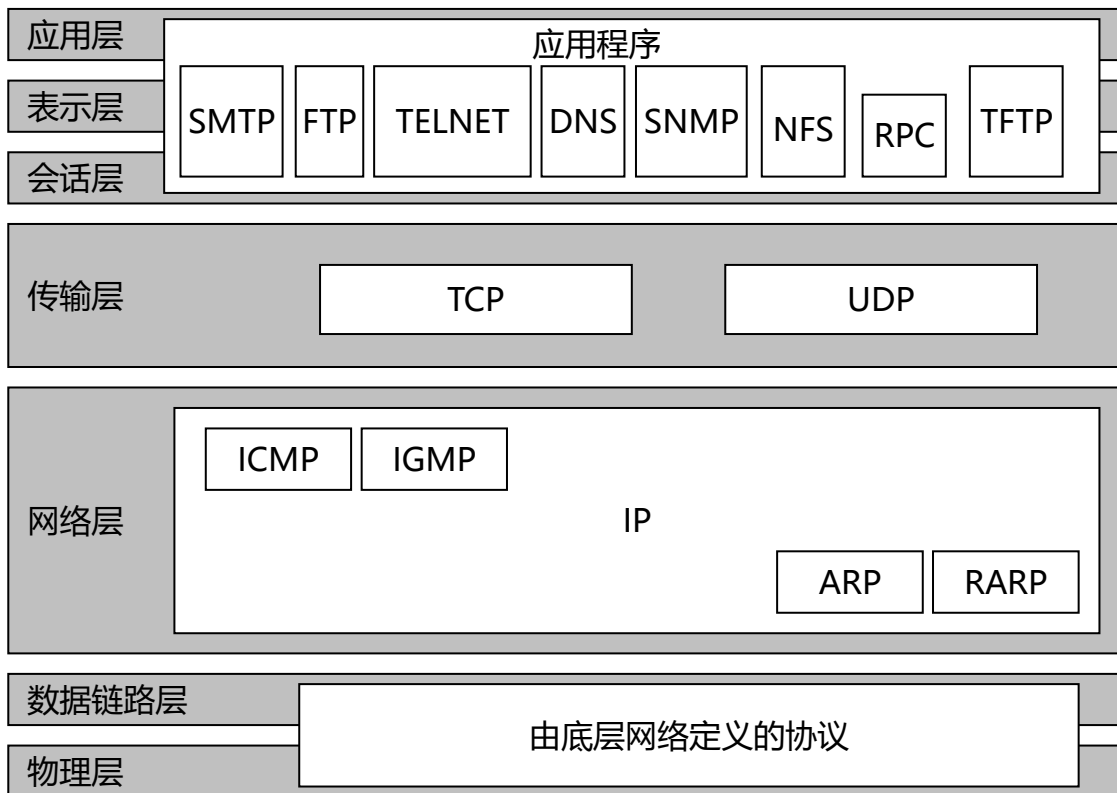 应用层
应用程序
表示层
SMTP FTP TELNET DNS SNMP NFS RPC TFTP
会话层
传输层
TCP UDP
网络层
ICMP IGMP
IP
ARP RARP
数据链路层
由底层网络定义的协议
物理层